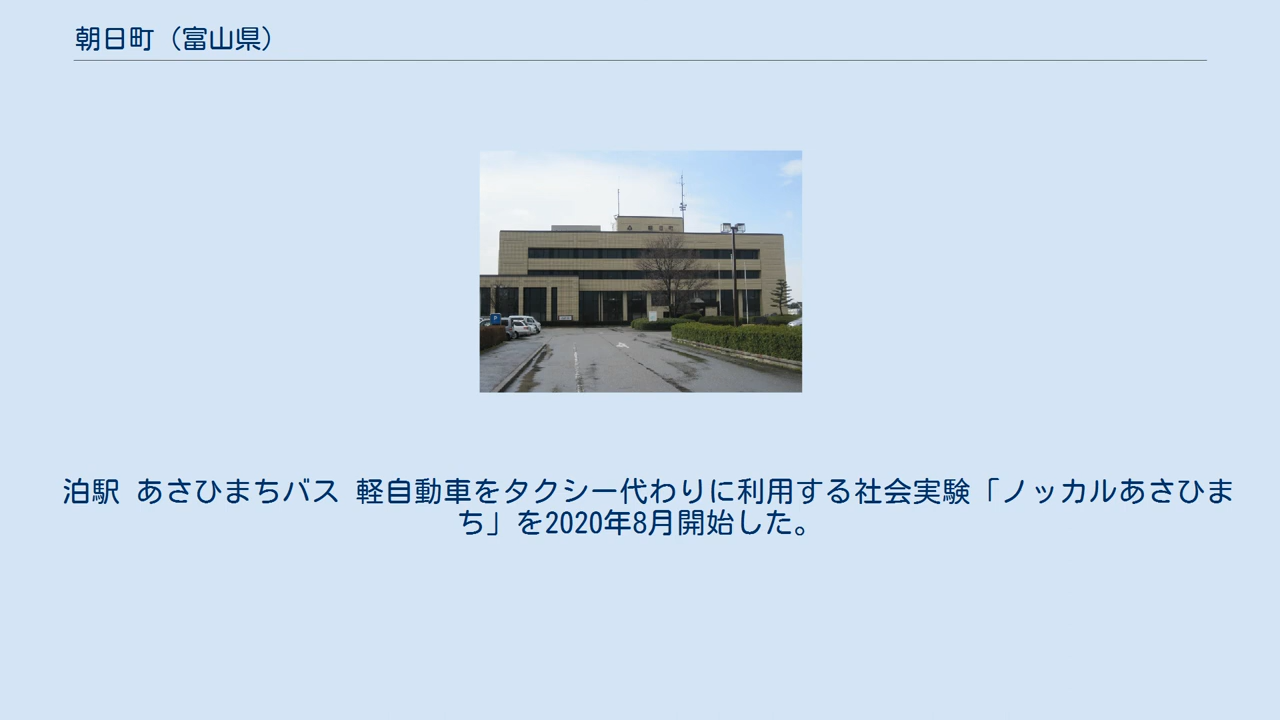 朝日町（富山県）
P
泊駅 あさひまちバス 軽自動車をタクシー代わりに利用する社会実験「ノッカルあさひま
ち」を2020年8月開始した。